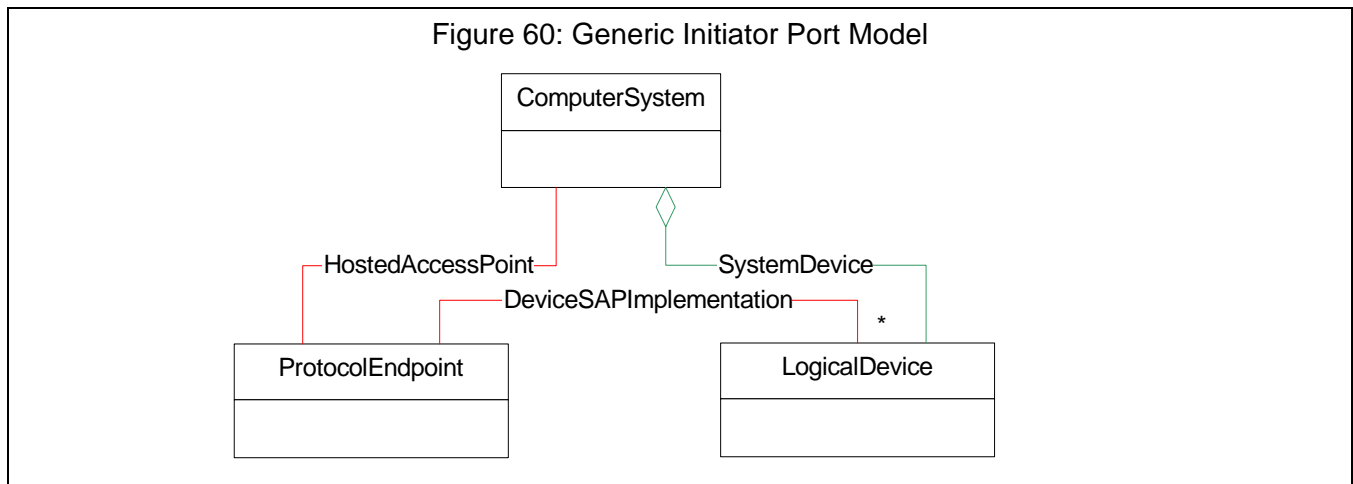 Figure 60: Generic Initiator Port Model
ComputerSystem
HostedAccessPoint
SystemDevice
DeviceSAPImplementation
*
ProtocolEndpoint
LogicalDevice